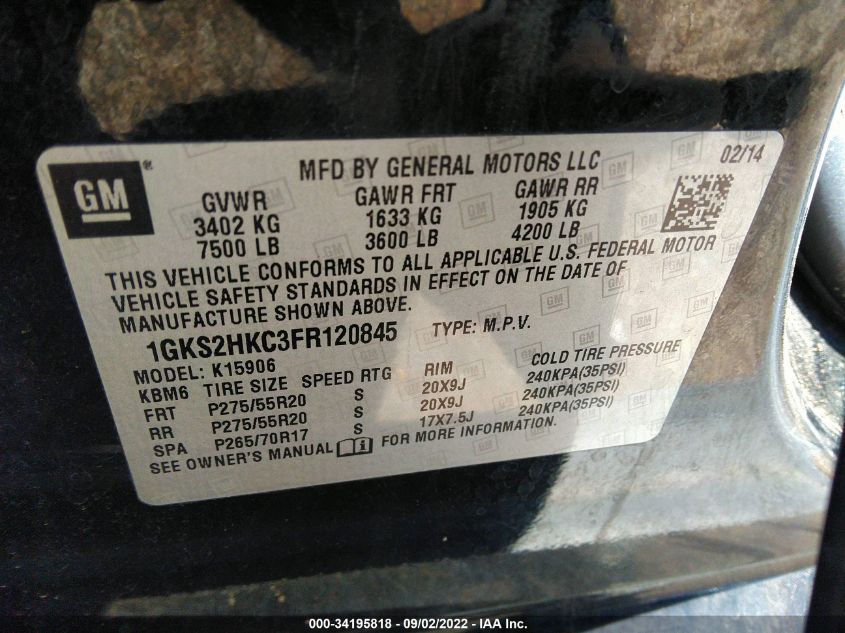 GM ®
MFD BY GENERAL MOTORS LLC 02/14
GVWR GAWR FRT GAWR RR
3402 KG 1633 KG 1905 KG
7500 LB 3600 LB 4200 LB
THIS VEHICLE CONFORMS TO ALL APPLICABLE U.S. FEDERAL MOTOR
VEHICLE SAFETY STANDARDS IN EFFECT ON THE DATE OF
MANUFACTURE SHOWN ABOVE.
1GKS2HKC3FR120845 TYPE: M.P.V.
MODEL: K15906
KBM6 TIRE SIZE SPEED RTG RIM COLD TIRE PRESSURE
FRT P275/55R20 S 20X9J 240KPA(35PSI)
RR P275/55R20 S 20X9J 240KPA(35PSI)
SPA P265/70R17 S 17X7.5J 240KPA(35PSI)
SEE OWNER'S MANUAL FOR MORE INFORMATION.
000-34195818 - 09/02/2022 - IAA Inc.